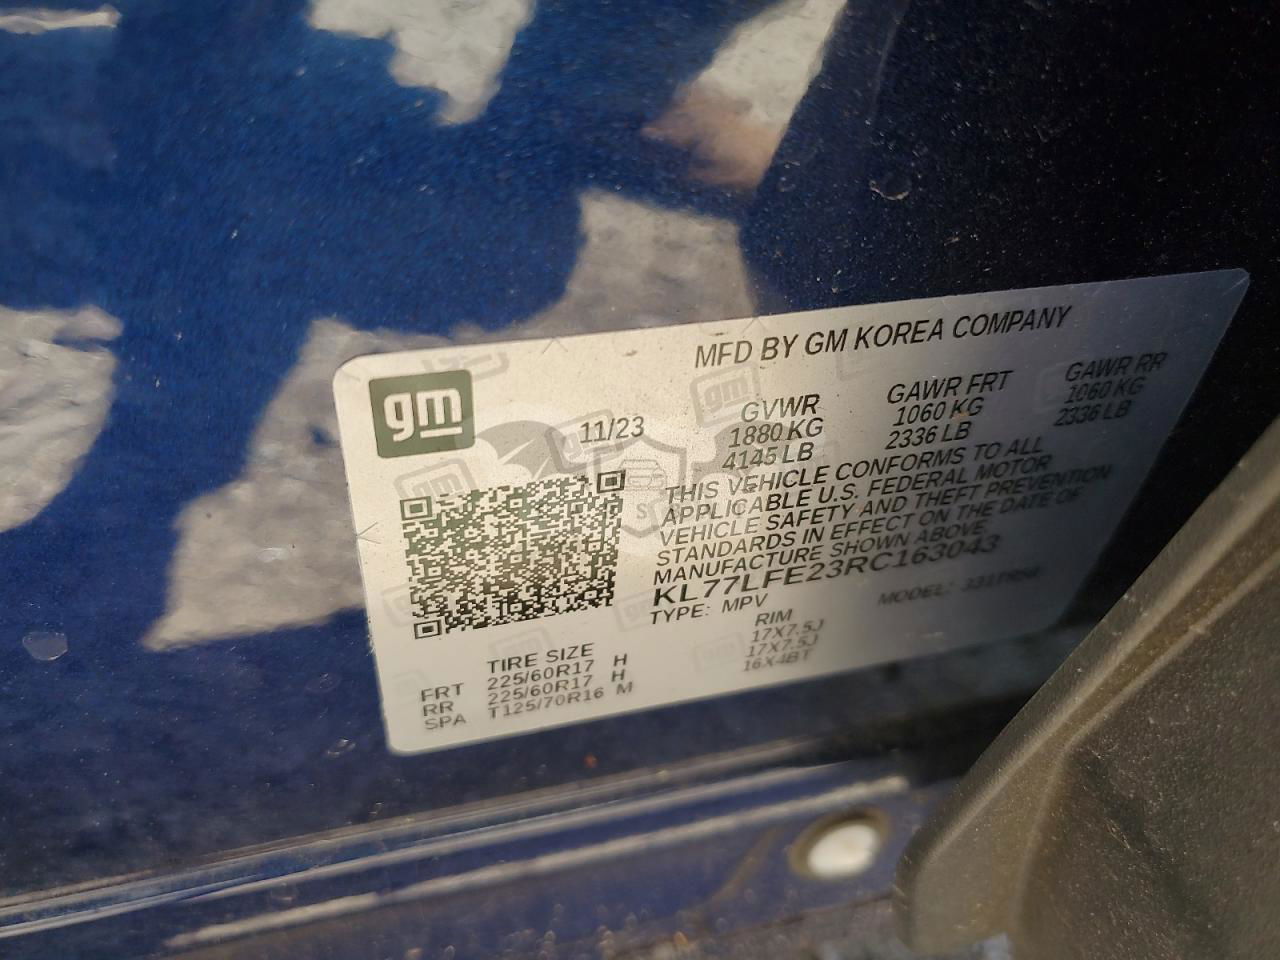 gm
MFD BY GM KOREA COMPANY
11/23
GVWR GAWR FRT GAWR RR
1880 KG 1060 KG 1060 KG
4145 LB 2336 LB 2336 LB
THIS VEHICLE CONFORMS TO ALL
APPLICABLE U.S. FEDERAL MOTOR
VEHICLE SAFETY AND THEFT PREVENTION
STANDARDS IN EFFECT ON THE DATE OF
MANUFACTURE SHOWN ABOVE
KL77LFE23RC163043
TYPE: MPV MODEL:
TIRE SIZE RIM
FRT 225/60R17 H 17X7.5J
RR 225/60R17 H 17X7.5J
SPA T125/70R16 M 16X4BT